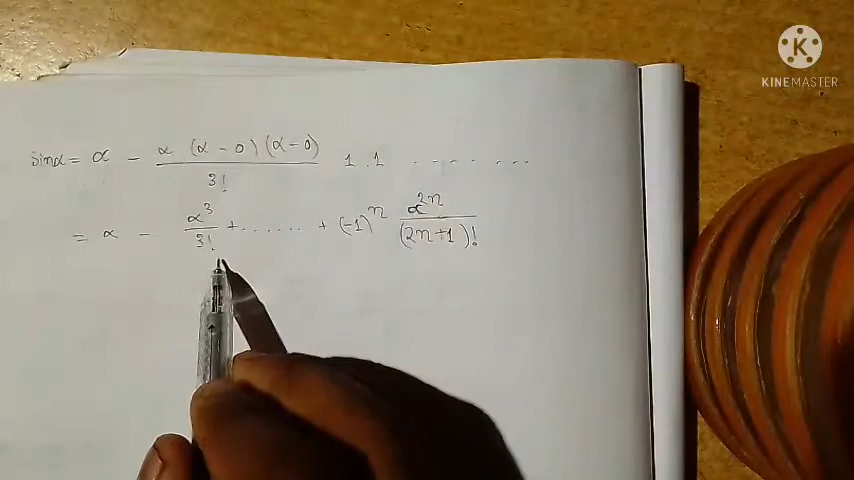 KINEMASTER
sinα = α - α (α - 0) (α - 0) / 3! 1 . 1 .........
= α - α³/3! + ...... + (-1)ⁿ α²ⁿ/(2n+1)!